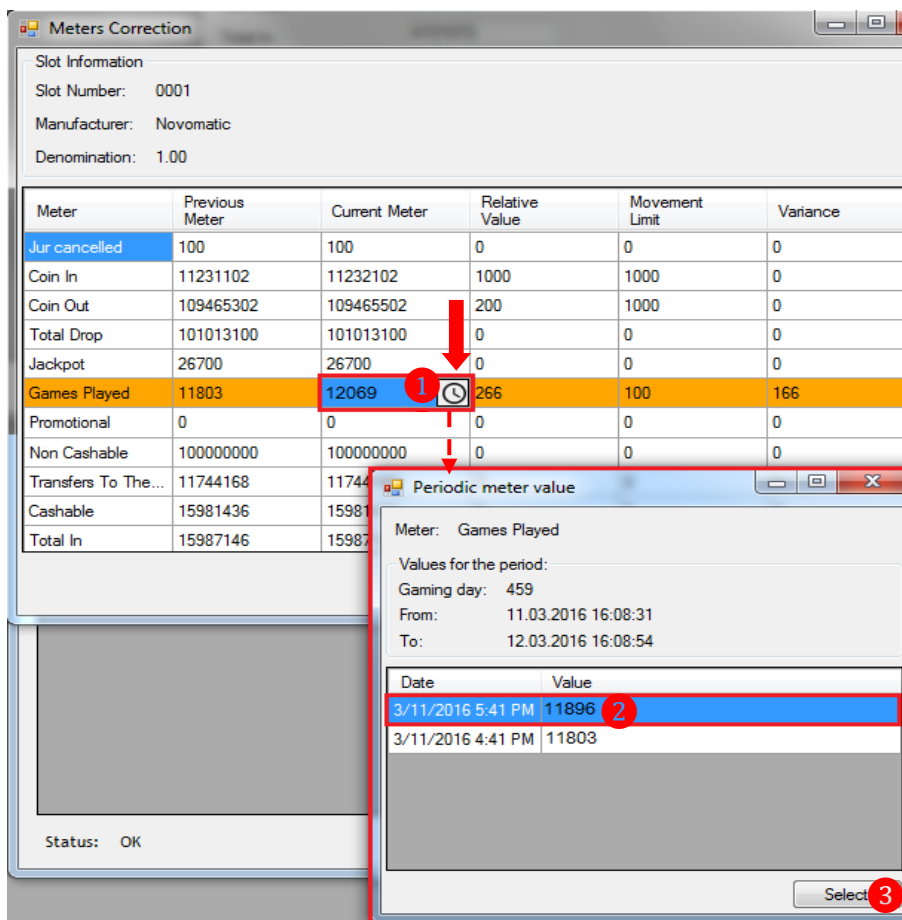 Meters Correction
Slot Information
Slot Number: 0001
Manufacturer: Novomatic
Denomination: 1.00
Meter Previous Meter Current Meter Relative Value Movement Limit Variance
Jur cancelled 100 100 0 0 0
Coin In 11231102 11232102 1000 1000 0
Coin Out 109465302 109465502 200 1000 0
Total Drop 101013100 101013100 0 0 0
Jackpot 26700 26700 0 0 0
Games Played 11803 12069 1 266 100 166
Promotional 0 0 0 0 0
Non Cashable 100000000 100000000 0 0 0
Transfers To The... 11744168 11744
Cashable 15981436 1598
Total In 15987146 1598
Periodic meter value
Meter: Games Played
Values for the period:
Gaming day: 459
From: 11.03.2016 16:08:31
To: 12.03.2016 16:08:54
Date Value
3/11/2016 5:41 PM 11896 2
3/11/2016 4:41 PM 11803
Select 3
Status: OK